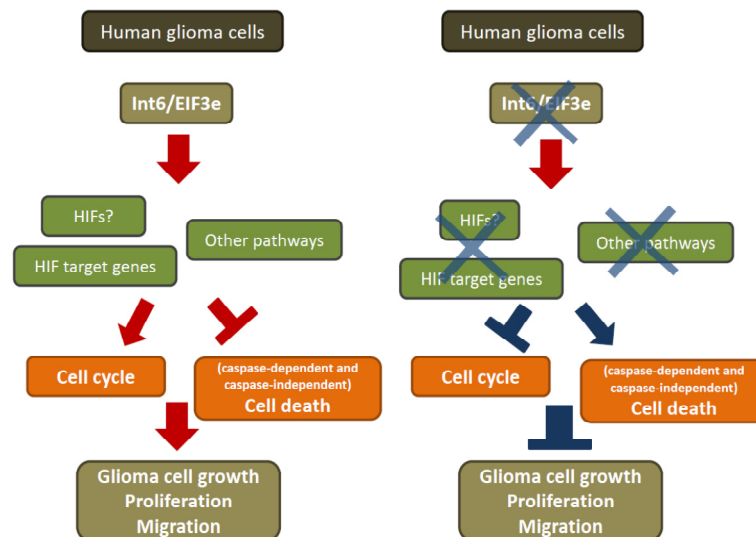 Human glioma cells
Int6/EIF3e
HIFs?
Other pathways
HIF target genes
Cell cycle
(caspase-dependent and
caspase-independent)
Cell death
Glioma cell growth
Proliferation
Migration
Human glioma cells
Int6/EIF3e
HIFs?
Other pathways
HIF target genes
Cell cycle
(caspase-dependent and
caspase-independent)
Cell death
Glioma cell growth
Proliferation
Migration